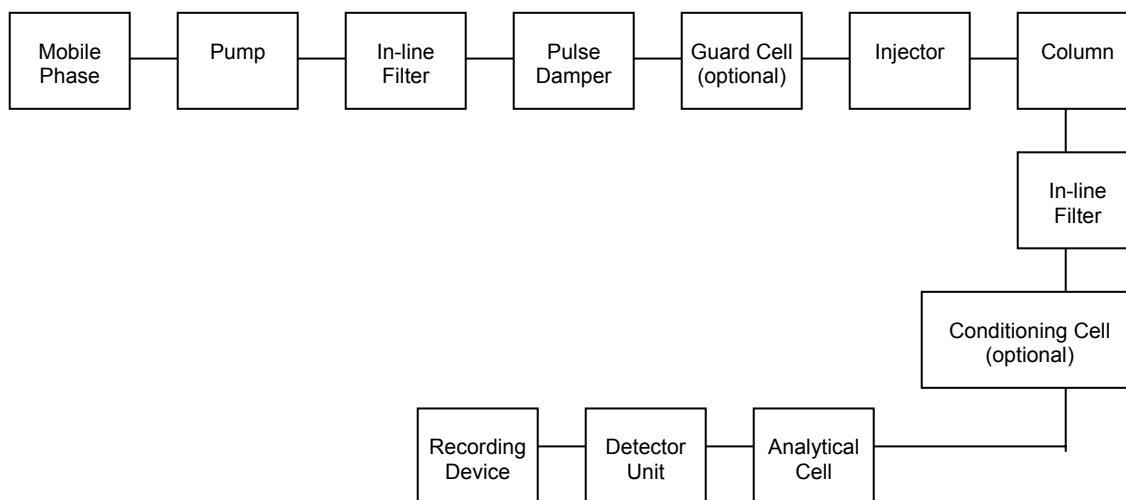 Mobile
Phase
Pump
In-line
Filter
Pulse
Damper
Guard Cell
(optional)
Injector
Column
In-line
Filter
Conditioning Cell
(optional)
Recording
Device
Detector
Unit
Analytical
Cell